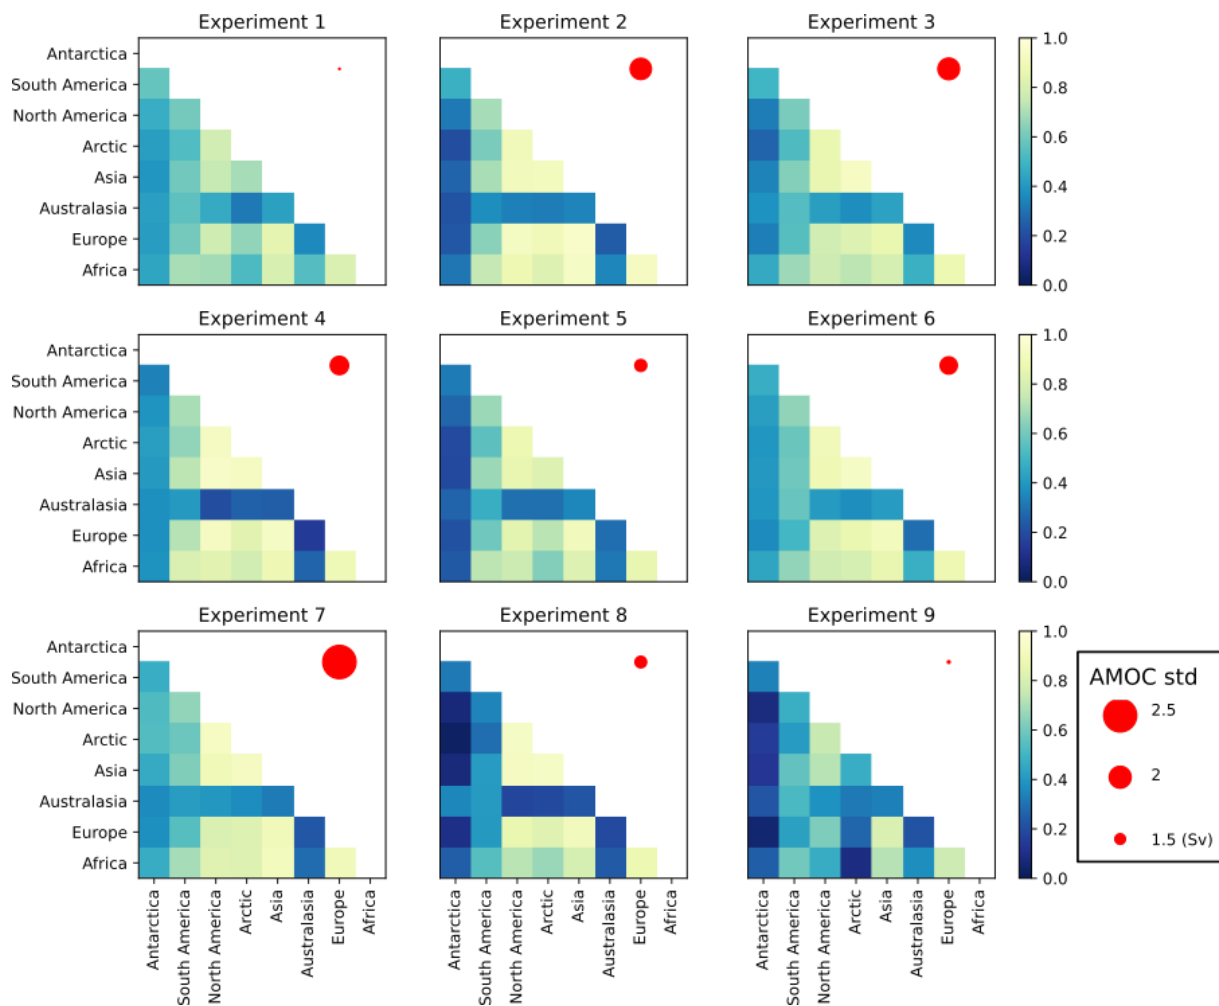 Experiment 1
Experiment 2
Experiment 3
Antarctica
South America
North America
Arctic
Asia
Australasia
Europe
Africa
1.0
0.8
0.6
0.4
0.2
0.0
Experiment 4
Experiment 5
Experiment 6
Antarctica
South America
North America
Arctic
Asia
Australasia
Europe
Africa
1.0
0.8
0.6
0.4
0.2
0.0
Experiment 7
Experiment 8
Experiment 9
Antarctica
South America
North America
Arctic
Asia
Australasia
Europe
Africa
1.0
0.8
0.6
0.4
0.2
0.0
AMOC std
2.5
2
1.5 (Sv)
Antarctica
South America
North America
Arctic
Asia
Australasia
Europe
Africa
Antarctica
South America
North America
Arctic
Asia
Australasia
Europe
Africa
Antarctica
South America
North America
Arctic
Asia
Australasia
Europe
Africa